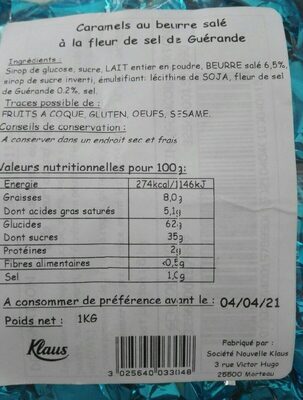 Caramels au beurre salé
à la fleur de sel de Guérande
Ingrédients :
Sirop de glucose, sucre, LAIT entier en poudre, BEURRE salé 6,5%,
sirop de sucre inverti, émulsifiant: lécithine de SOJA, fleur de sel
de Guérande 0.2%, sel.
Traces possible de :
FRUITS A COQUE, GLUTEN, OEUFS, SESAME.
Conseils de conservation :
A conserver dans un endroit sec et frais
Valeurs nutritionnelles pour 100g:
Energie 274kcal/1146kJ
Graisses 8,0g
Dont acides gras saturés 5,1g
Glucides 62g
Dont sucres 35g
Protéines 2g
Fibres alimentaires <0,5g
Sel 1,0g
A consommer de préférence avant le : 04/04/21
Poids net : 1KG
Klaus
3 025640 033148
Fabriqué par :
Société Nouvelle Klaus
3 rue Victor Hugo
25500 Morteau